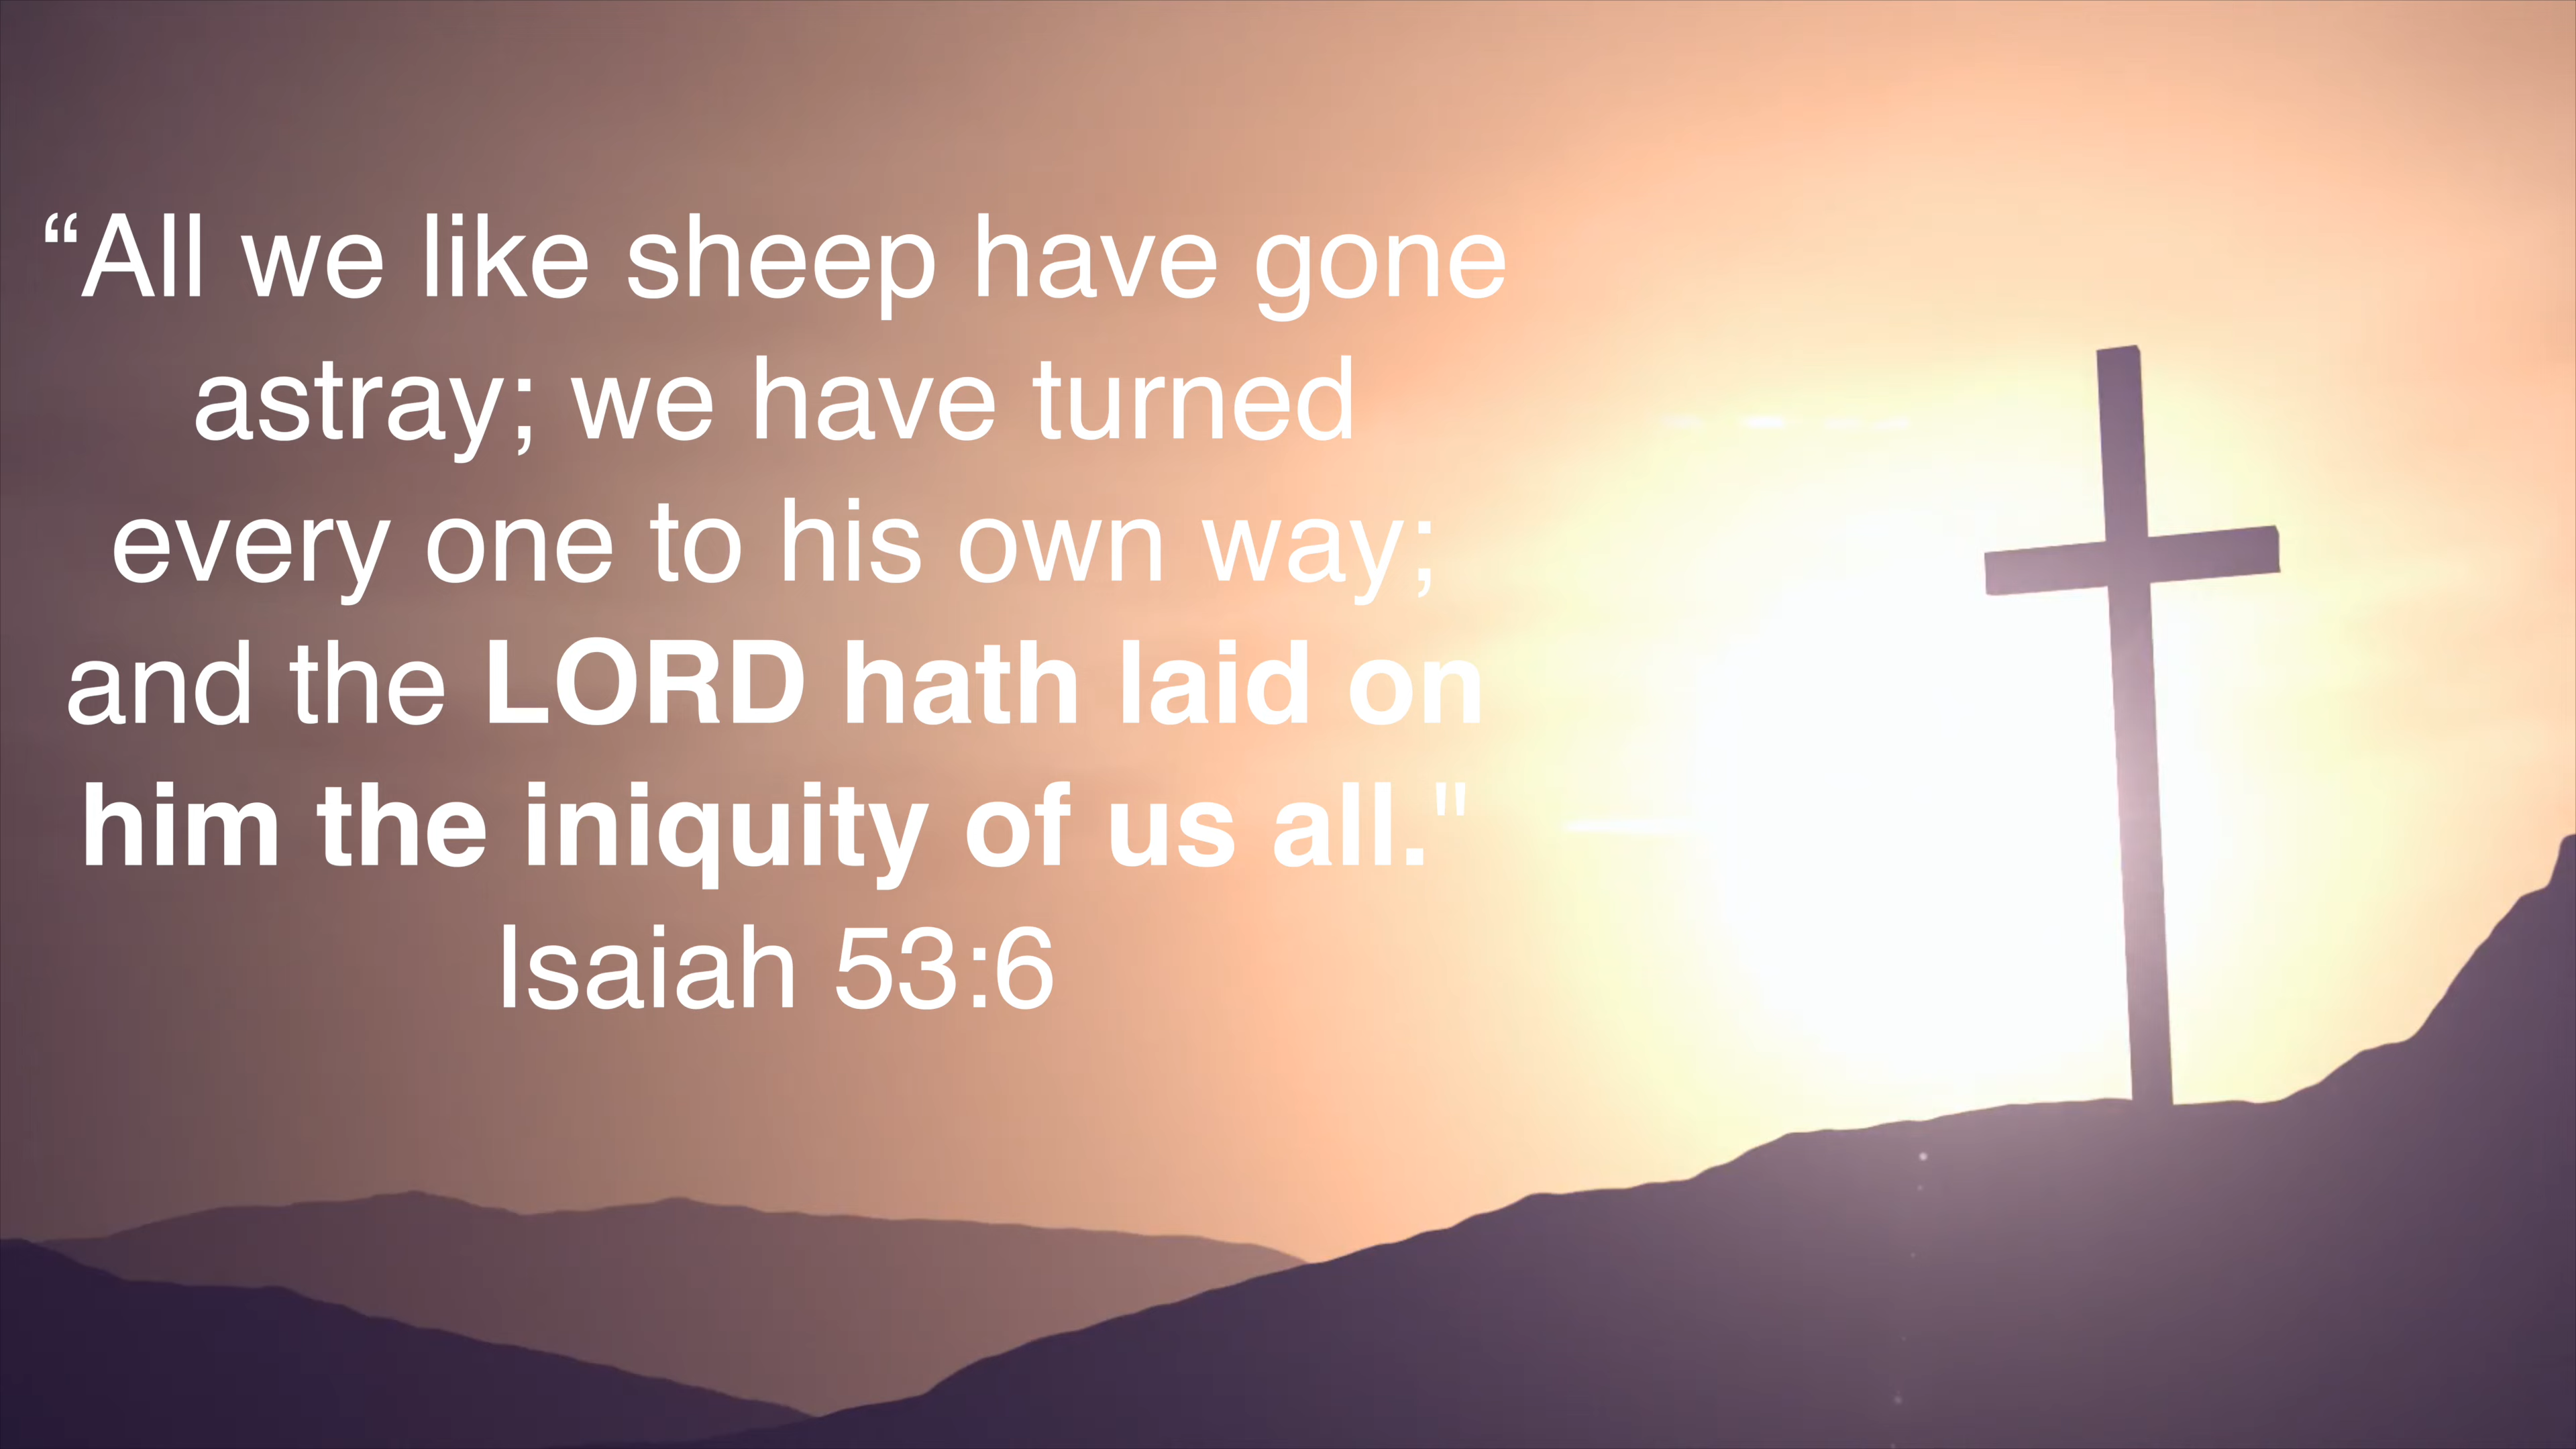 “All we like sheep have gone
astray; we have turned
every one to his own way;
and the LORD hath laid on
him the iniquity of us all."
Isaiah 53:6